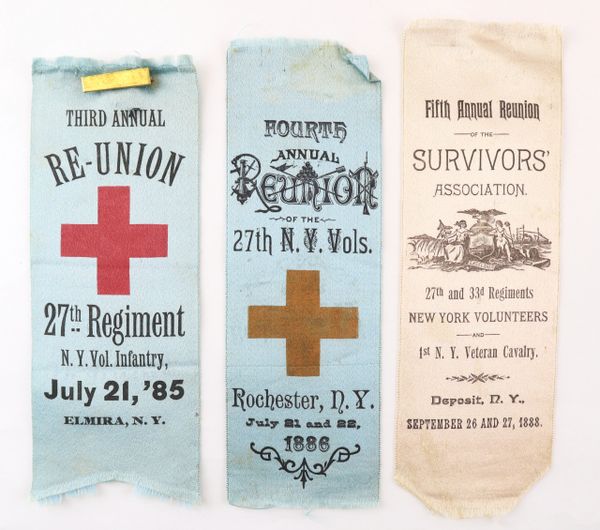 THIRD ANNUAL
RE-UNION
27th Regiment
N.Y. Vol. Infantry,
July 21, '85
ELMIRA, N.Y.
FOURTH
ANNUAL
REUNION
OF THE
27th N.Y. Vols.
Rochester, N.Y.
July 21 and 22,
1886
Fifth Annual Reunion
OF THE
SURVIVORS'
ASSOCIATION.
27th and 33d Regiments
NEW YORK VOLUNTEERS
AND
1st N.Y. Veteran Cavalry.
Deposit, N.Y.,
SEPTEMBER 26 AND 27, 1888.